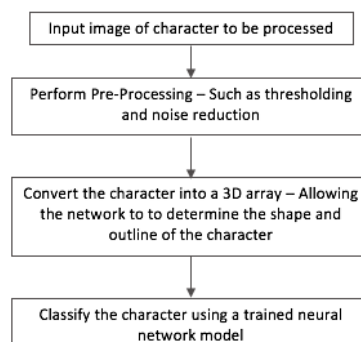 Input image of character to be processed
Perform Pre-Processing – Such as thresholding
and noise reduction
Convert the character into a 3D array – Allowing
the network to to determine the shape and
outline of the character
Classify the character using a trained neural
network model